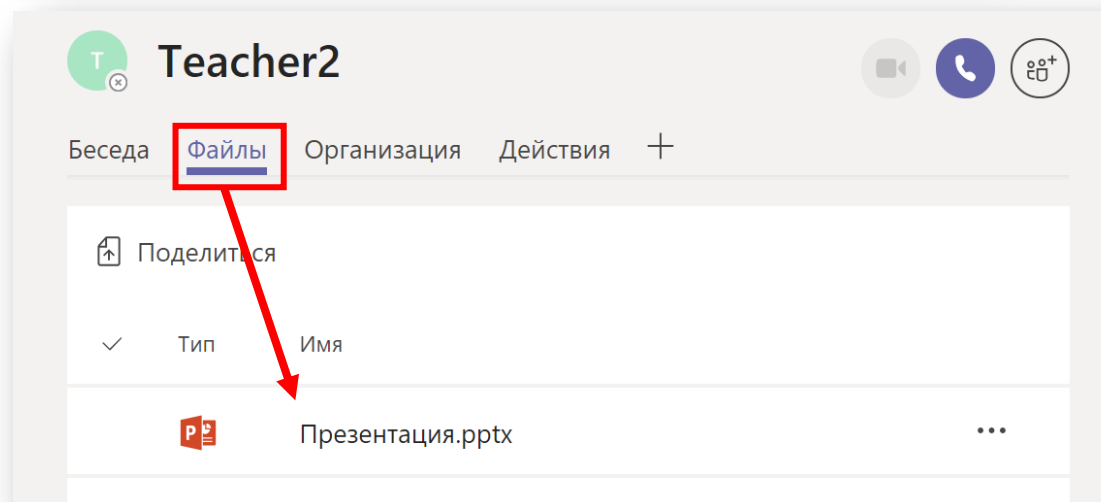 T Teacher2
Беседа Файлы Организация Действия
Поделиться
Тип Имя
P Презентация.pptx